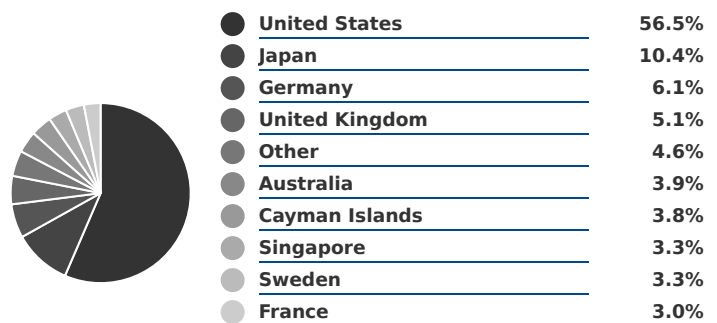 United States 56.5%
Japan 10.4%
Germany 6.1%
United Kingdom 5.1%
Other 4.6%
Australia 3.9%
Cayman Islands 3.8%
Singapore 3.3%
Sweden 3.3%
France 3.0%